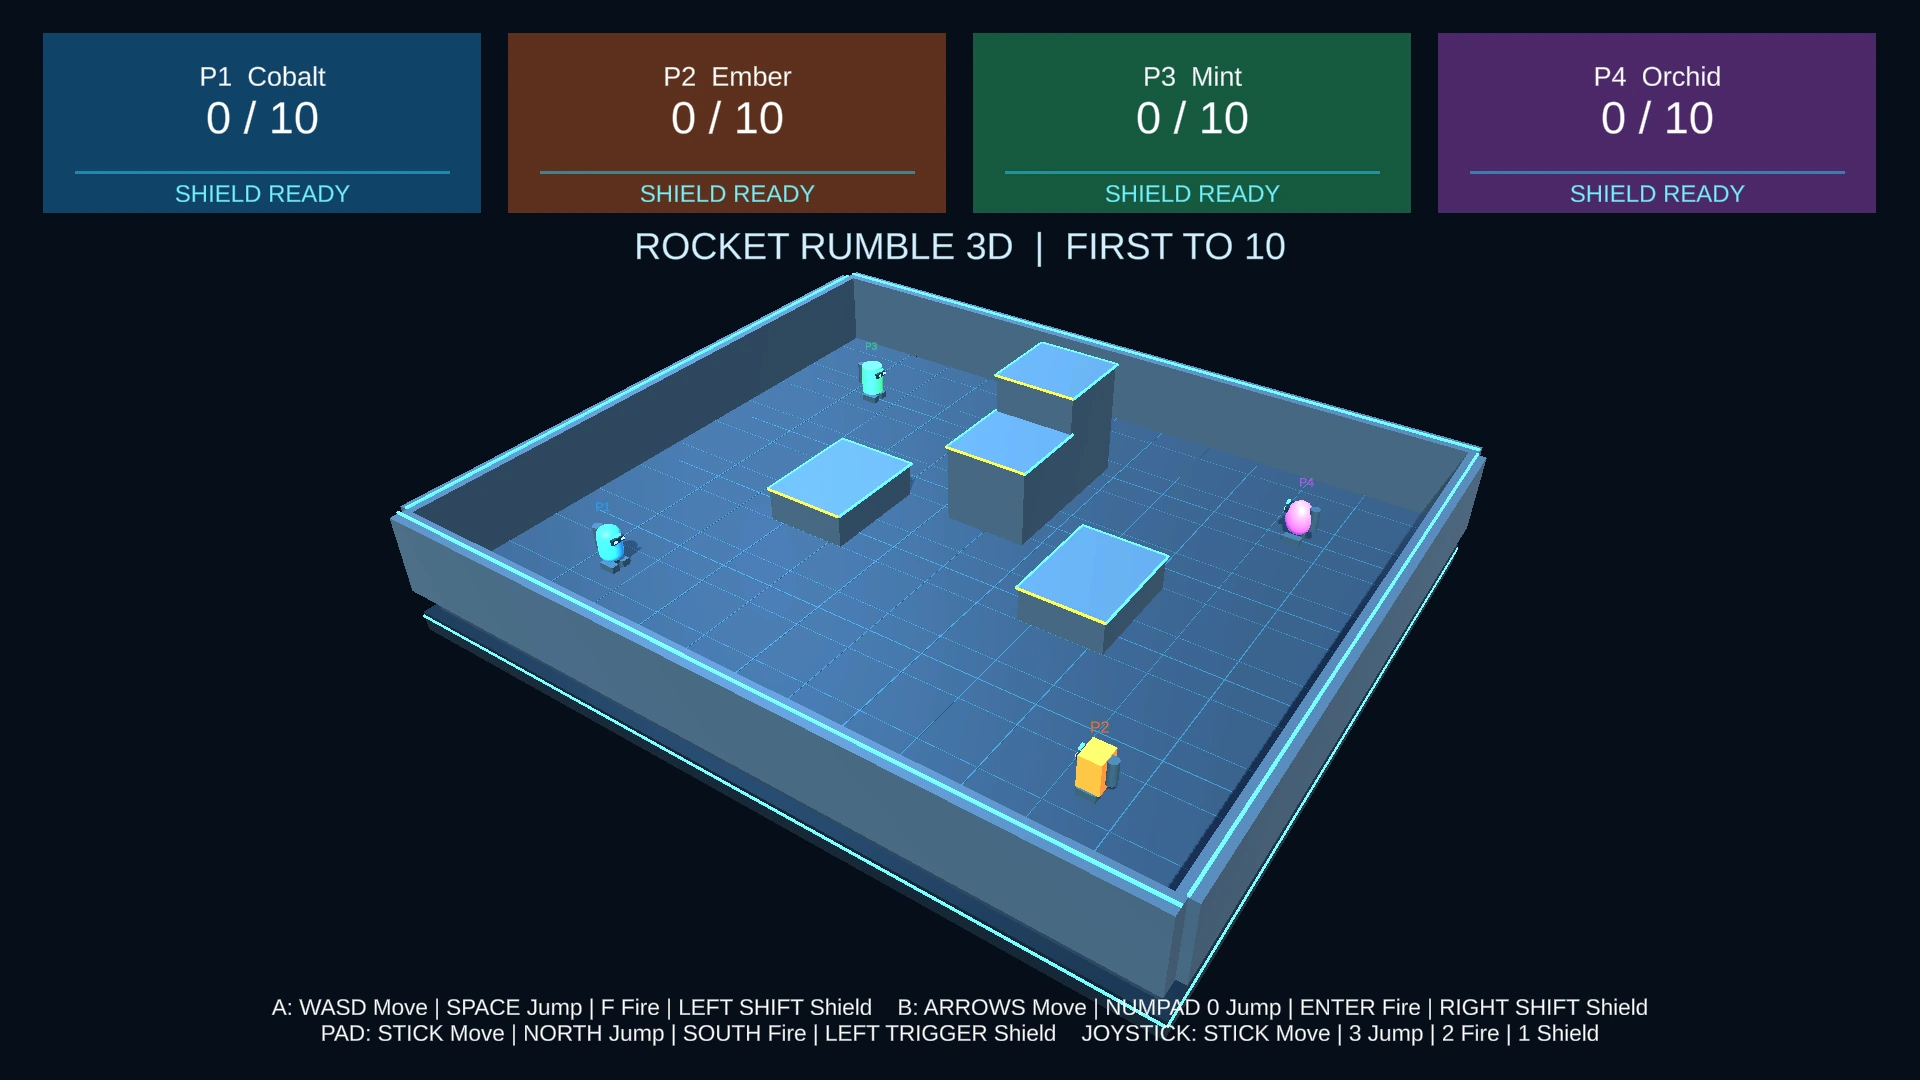 P1  Cobalt
0 / 10
SHIELD READY
P2  Ember
0 / 10
SHIELD READY
P3  Mint
0 / 10
SHIELD READY
P4  Orchid
0 / 10
SHIELD READY
ROCKET RUMBLE 3D  |  FIRST TO 10
P3
P4
P1
P2
A: WASD Move | SPACE Jump | F Fire | LEFT SHIFT Shield    B: ARROWS Move | NUMPAD 0 Jump | ENTER Fire | RIGHT SHIFT Shield
PAD: STICK Move | NORTH Jump | SOUTH Fire | LEFT TRIGGER Shield    JOYSTICK: STICK Move | 3 Jump | 2 Fire | 1 Shield